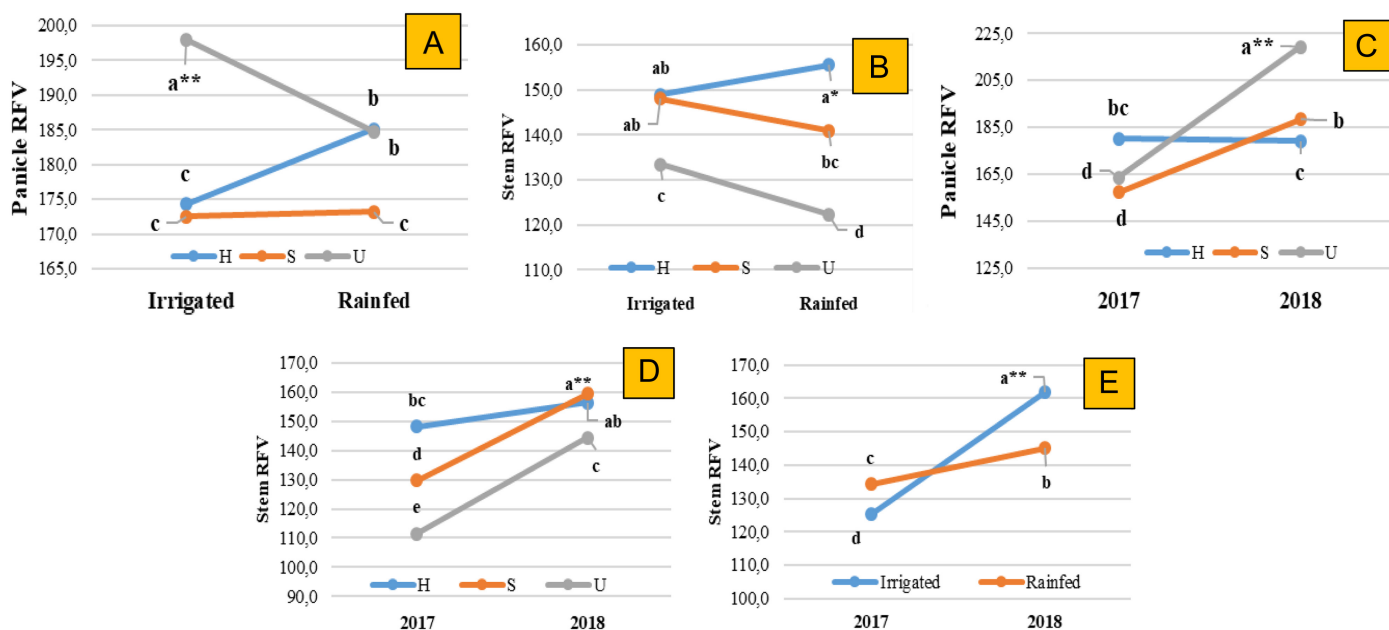 A
Panicle RFV
200,0
195,0
190,0
185,0
180,0
175,0
170,0
165,0
a**
b
b
c
c
c
H S U
Irrigated Rainfed
B
Stem RFV
160,0
150,0
140,0
130,0
120,0
110,0
ab
a*
ab
bc
c
d
H S U
Irrigated Rainfed
C
Panicle RFV
225,0
205,0
185,0
165,0
145,0
125,0
a**
bc
b
d
c
d
H S U
2017 2018
D
Stem RFV
170,0
160,0
150,0
140,0
130,0
120,0
110,0
100,0
90,0
a**
bc
ab
d
c
e
H S U
2017 2018
E
Stem RFV
170,0
160,0
150,0
140,0
130,0
120,0
110,0
100,0
a**
c
b
d
Irrigated Rainfed
2017 2018